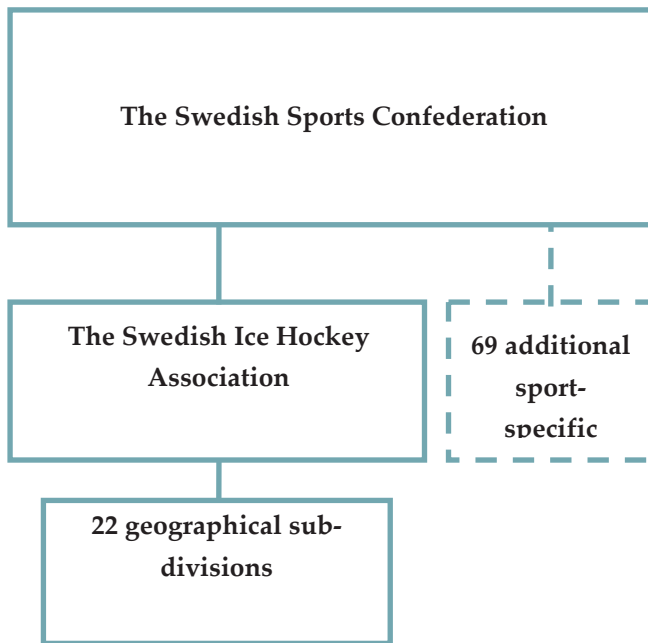 The Swedish Sports Confederation
The Swedish Ice Hockey
Association
69 additional
sport-
specific
22 geographical sub-
divisions